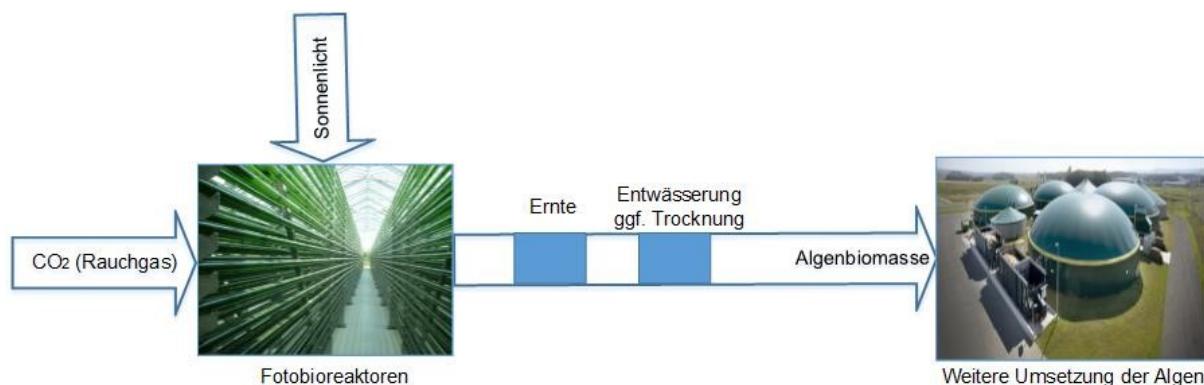 Sonnenlicht
CO₂ (Rauchgas)
Fotobioreaktoren
Ernte
Entwässerung
ggf. Trocknung
Algenbiomasse
Weitere Umsetzung der Algen